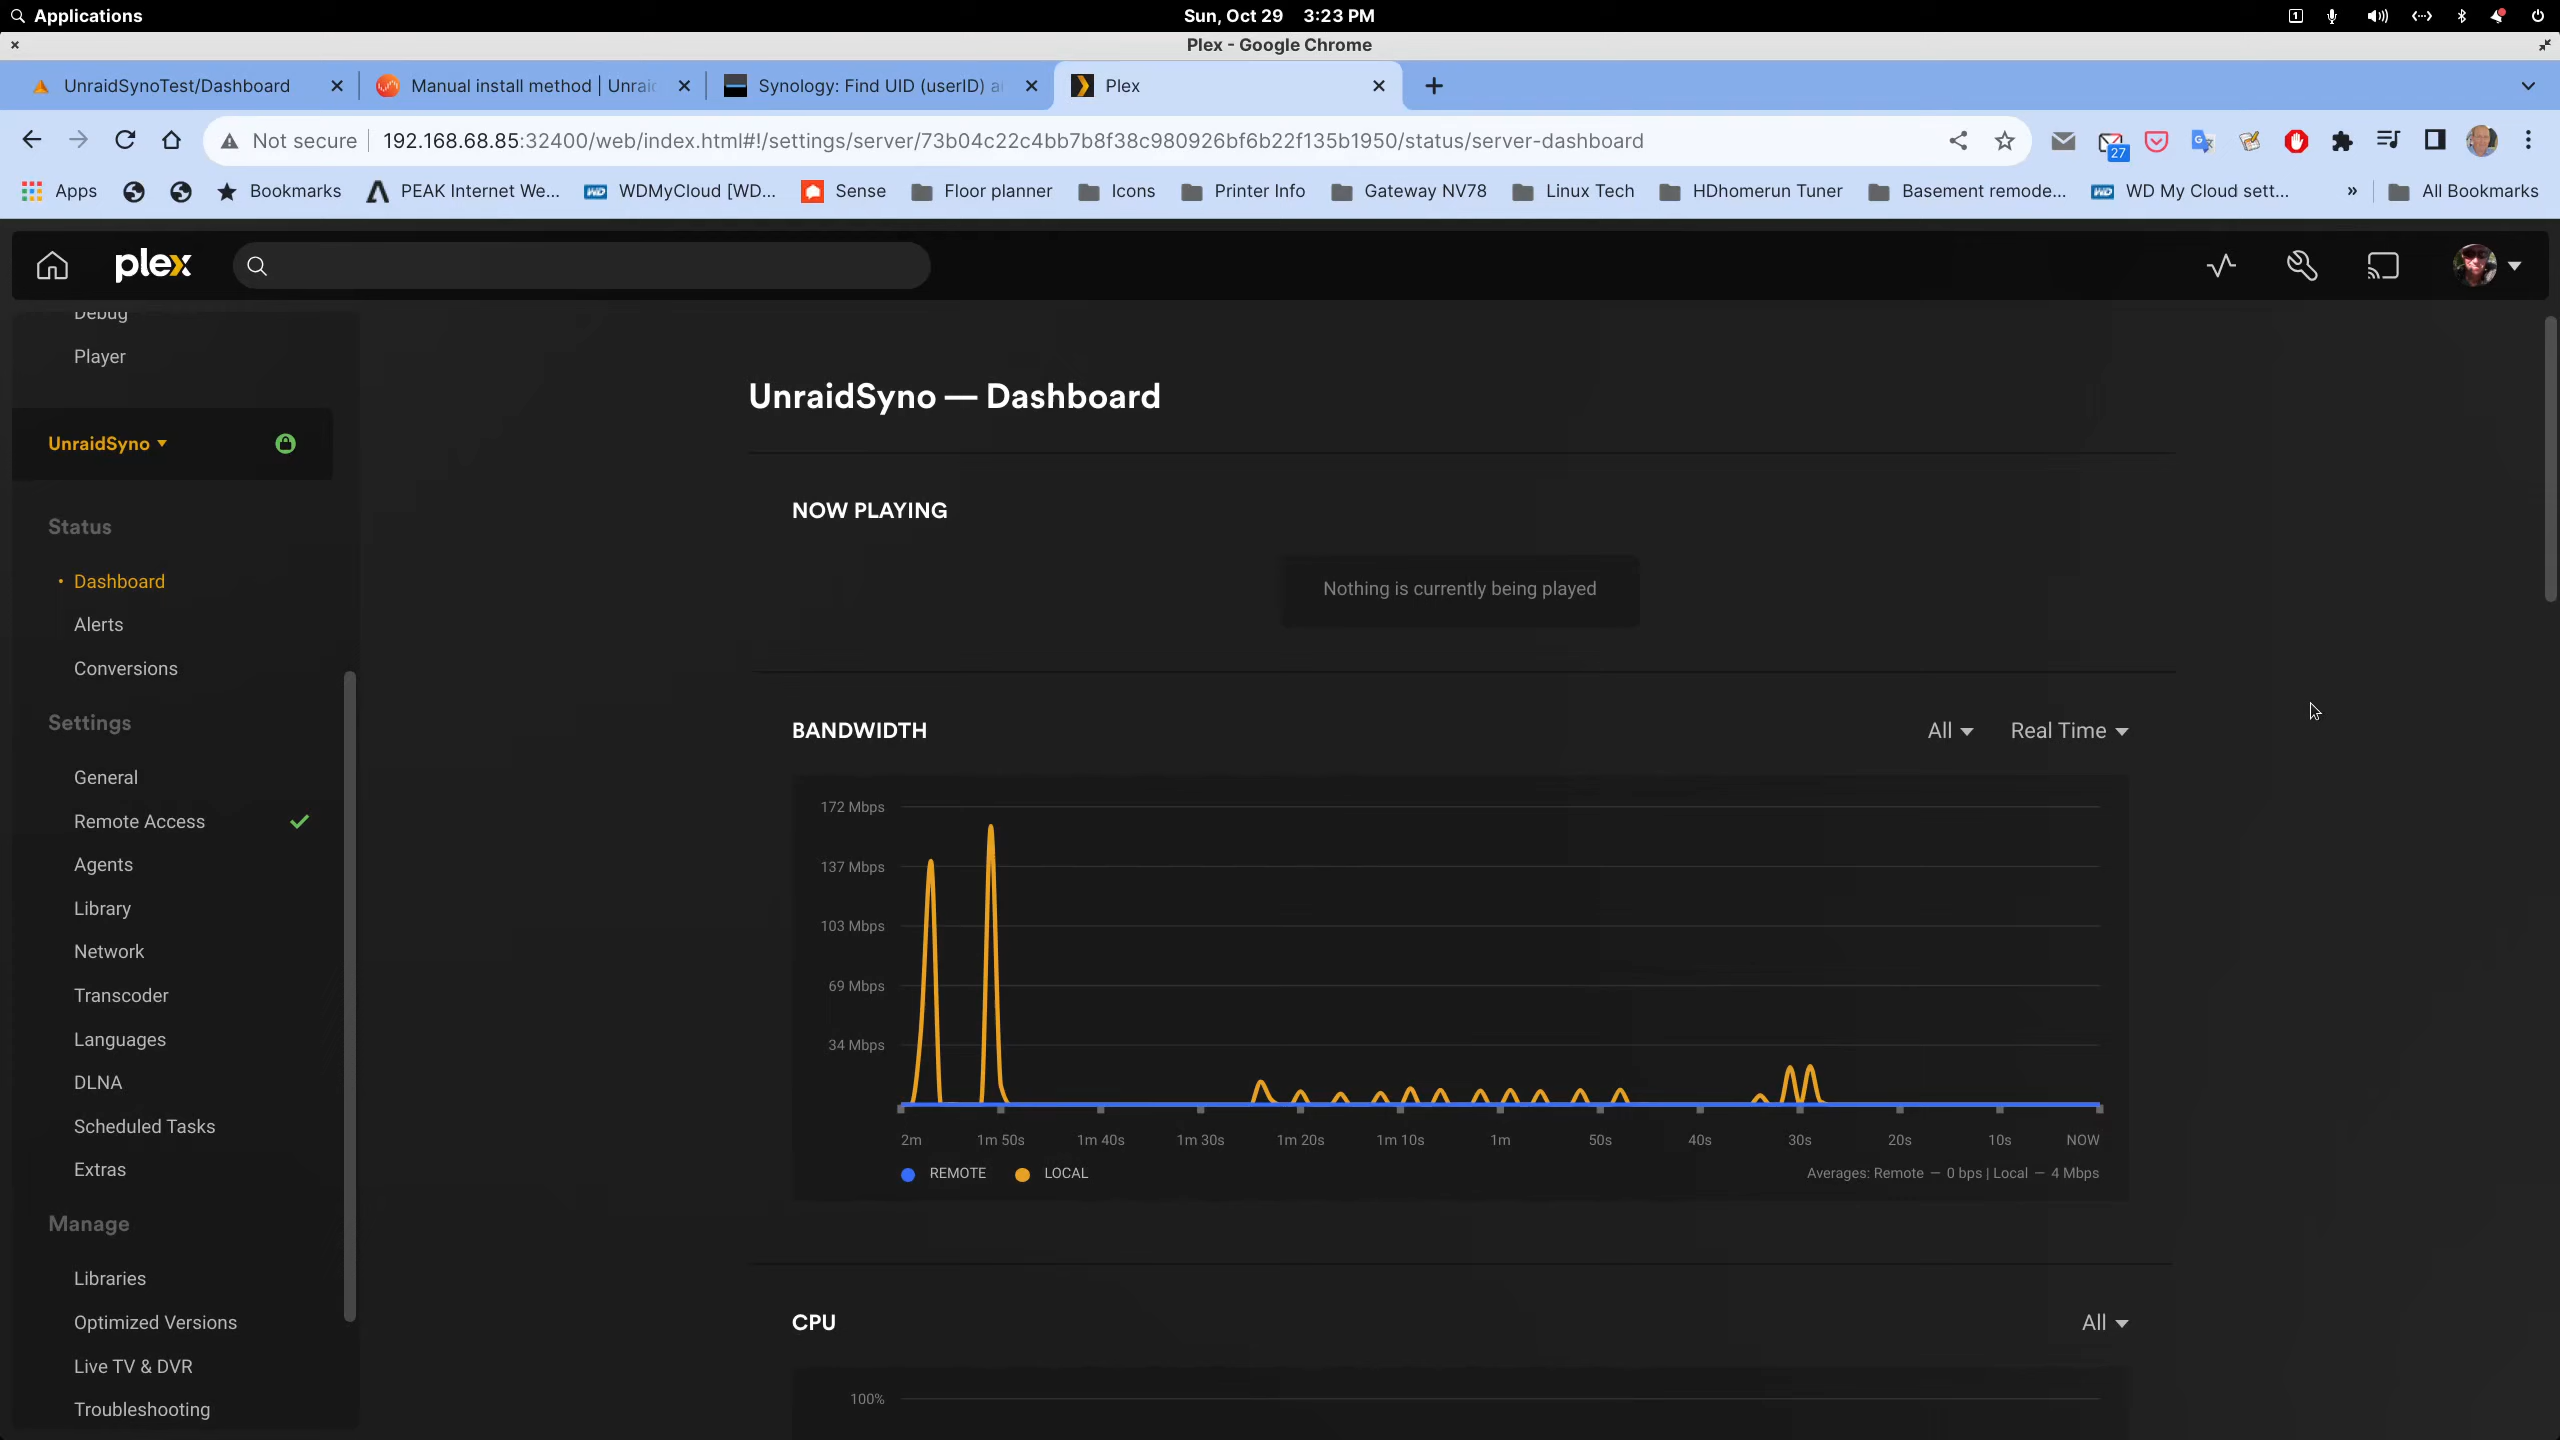 Applications
Sun, Oct 29 3:23 PM
1
Plex - Google Chrome
UnraidSynoTest/Dashboard
Manual install method | Unraid
Synology: Find UID (userID) a
Plex
Not secure
192.168.68.85:32400/web/index.html#!/settings/server/73b04c22c4bb7b8f38c980926bf6b22f135b1950/status/server-dashboard
27
Apps
Bookmarks
PEAK Internet We...
WD
WDMyCloud [WD...
Sense
Floor planner
Icons
Printer Info
Gateway NV78
Linux Tech
HDhomerun Tuner
Basement remode...
WD
WD My Cloud sett...
»
All Bookmarks
plex
Debug
Player
UnraidSyno
Status
Dashboard
Alerts
Conversions
Settings
General
Remote Access
Agents
Library
Network
Transcoder
Languages
DLNA
Scheduled Tasks
Extras
Manage
Libraries
Optimized Versions
Live TV & DVR
Troubleshooting
UnraidSyno — Dashboard
NOW PLAYING
Nothing is currently being played
BANDWIDTH
All
Real Time
172 Mbps
137 Mbps
103 Mbps
69 Mbps
34 Mbps
2m 1m 50s 1m 40s 1m 30s 1m 20s 1m 10s 1m 50s 40s 30s 20s 10s NOW
REMOTE LOCAL
Averages: Remote — 0 bps | Local — 4 Mbps
CPU
All
100%